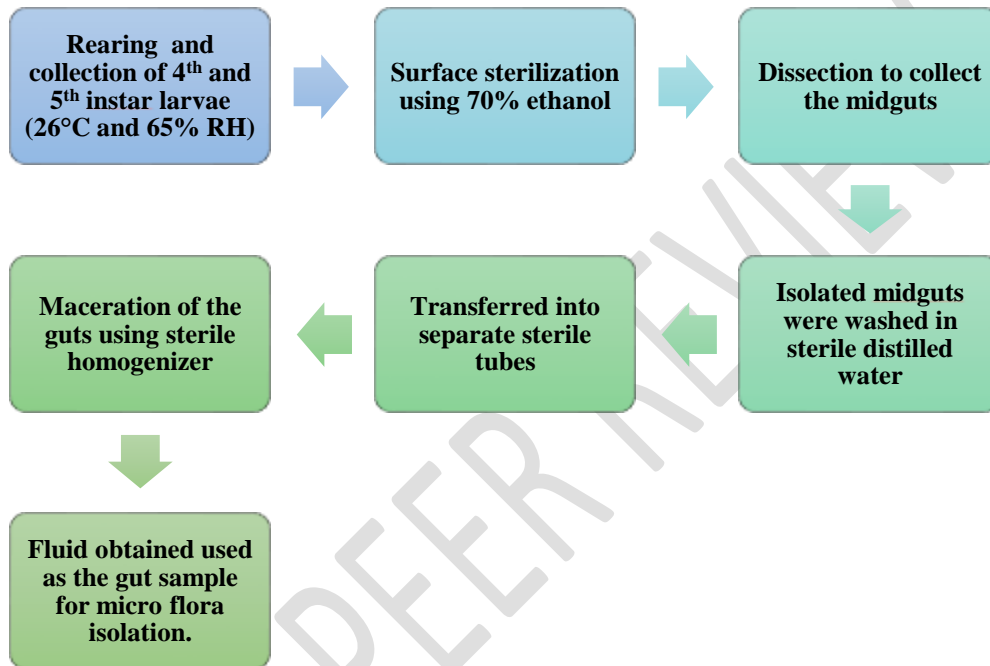 Rearing and
collection of 4th and
5th instar larvae
(26°C and 65% RH)
Surface sterilization
using 70% ethanol
Dissection to collect
the midguts
Isolated midguts
were washed in
sterile distilled
water
Transferred into
separate sterile
tubes
Maceration of the
guts using sterile
homogenizer
Fluid obtained used
as the gut sample
for micro flora
isolation.
PEER REVIEW